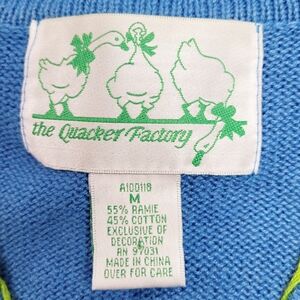 the Quacker Factory
A100118
M
55% RAMIE
45% COTTON
EXCLUSIVE OF
DECORATION
RN 97031
MADE IN CHINA
OVER FOR CARE